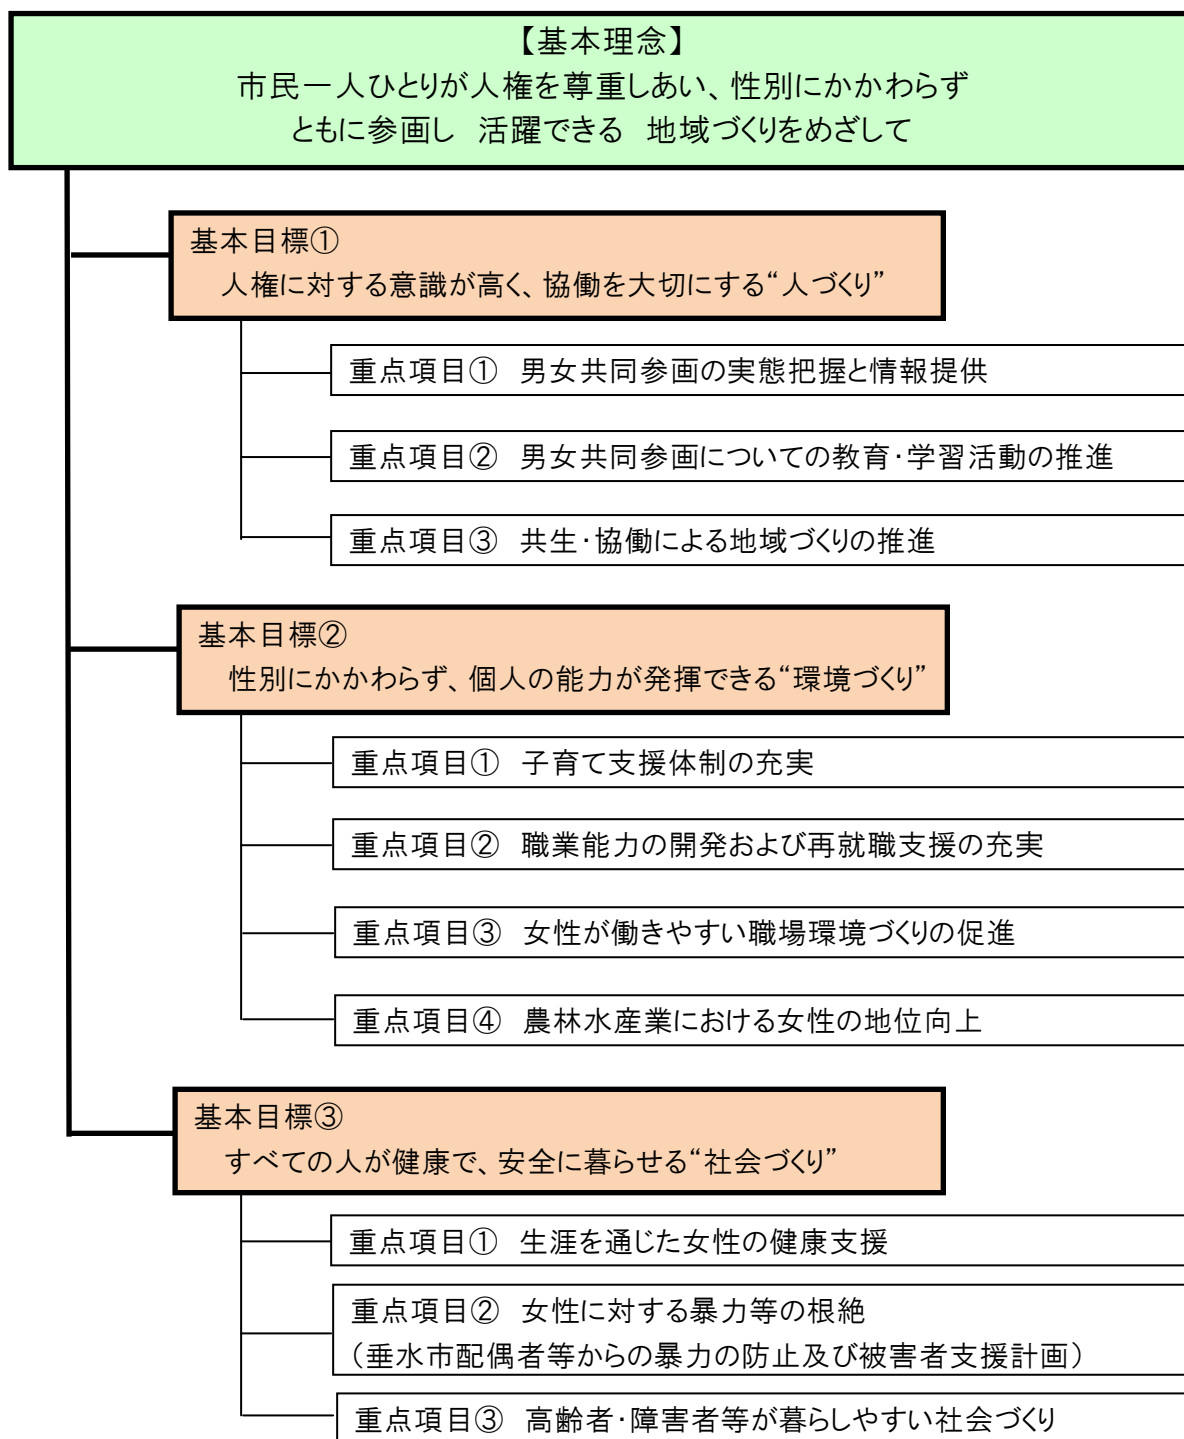 【基本理念】
市民一人ひとりが人権を尊重しあい、性別にかかわらず
ともに参画し　活躍できる　地域づくりをめざして
基本目標①
人権に対する意識が高く、協働を大切にする“人づくり”
重点項目①　男女共同参画の実態把握と情報提供
重点項目②　男女共同参画についての教育・学習活動の推進
重点項目③　共生・協働による地域づくりの推進
基本目標②
性別にかかわらず、個人の能力が発揮できる“環境づくり”
重点項目①　子育て支援体制の充実
重点項目②　職業能力の開発および再就職支援の充実
重点項目③　女性が働きやすい職場環境づくりの促進
重点項目④　農林水産業における女性の地位向上
基本目標③
すべての人が健康で、安全に暮らせる“社会づくり”
重点項目①　生涯を通じた女性の健康支援
重点項目②　女性に対する暴力等の根絶
（垂水市配偶者等からの暴力の防止及び被害者支援計画）
重点項目③　高齢者・障害者等が暮らしやすい社会づくり